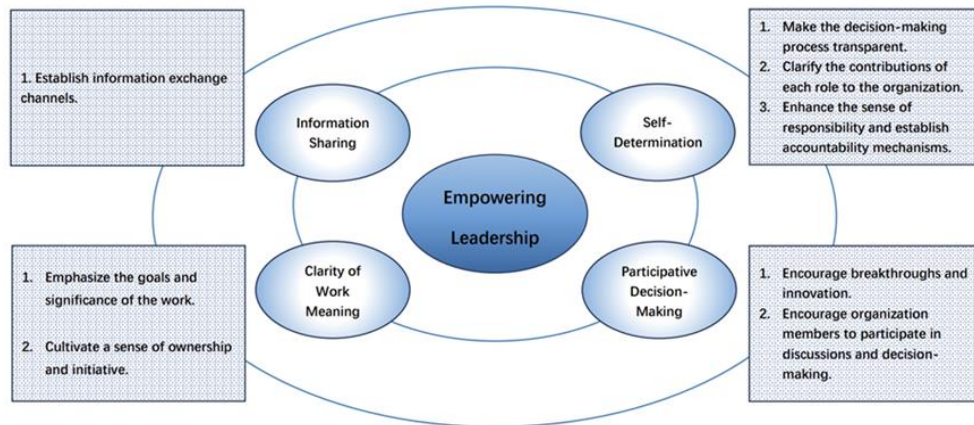 1. Establish information exchange
channels.
1. Make the decision-making
process transparent.
2. Clarify the contributions of
each role to the organization.
3. Enhance the sense of
responsibility and establish
accountability mechanisms.
Information
Sharing
Self-
Determination
Empowering
Leadership
Clarity of
Work
Meaning
Participative
Decision-
Making
1. Emphasize the goals and
significance of the work.
2. Cultivate a sense of ownership
and initiative.
1. Encourage breakthroughs and
innovation.
2. Encourage organization
members to participate in
discussions and decision-
making.